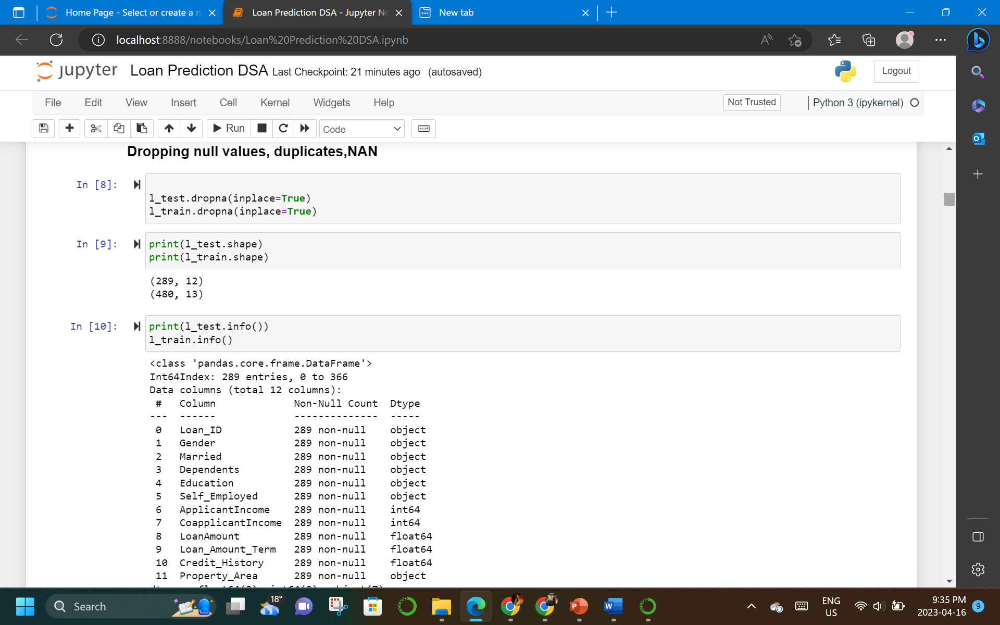 Home Page - Select or create a n
Loan Prediction DSA - Jupyter No
New tab
localhost:8888/notebooks/Loan%20Prediction%20DSA.ipynb
jupyter Loan Prediction DSA Last Checkpoint: 21 minutes ago (autosaved)
Logout
File Edit View Insert Cell Kernel Widgets Help
Not Trusted
Python 3 (ipykernel)
Run
Code
Dropping null values, duplicates,NAN
In [8]:
l_test.dropna(inplace=True)
l_train.dropna(inplace=True)
In [9]:
print(l_test.shape)
print(l_train.shape)
(289, 12)
(480, 13)
In [10]:
print(l_test.info())
l_train.info()
<class 'pandas.core.frame.DataFrame'>
Int64Index: 289 entries, 0 to 366
Data columns (total 12 columns):
# Column Non-Null Count Dtype
--- ------ -------------- -----
0 Loan_ID 289 non-null object
1 Gender 289 non-null object
2 Married 289 non-null object
3 Dependents 289 non-null object
4 Education 289 non-null object
5 Self_Employed 289 non-null object
6 ApplicantIncome 289 non-null int64
7 CoapplicantIncome 289 non-null int64
8 LoanAmount 289 non-null float64
9 Loan_Amount_Term 289 non-null float64
10 Credit_History 289 non-null float64
11 Property_Area 289 non-null object
Search
18°
ENG
US
9:35 PM
2023-04-16
9